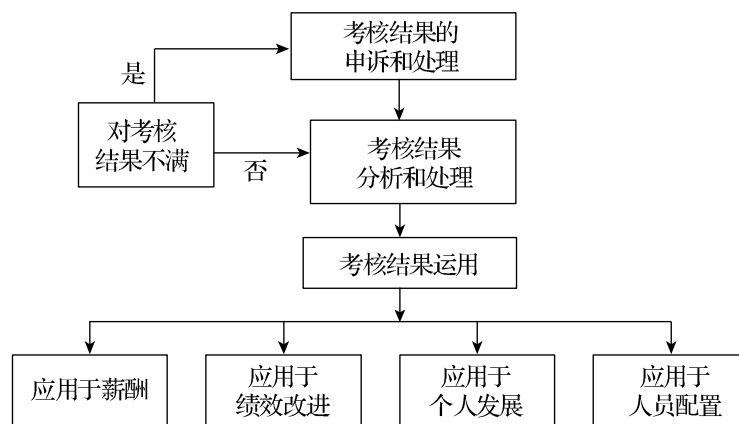 考核结果的
申诉和处理
是
对考核
结果不满
否
考核结果
分析和处理
考核结果运用
应用于薪酬
应用于
绩效改进
应用于
个人发展
应用于
人员配置